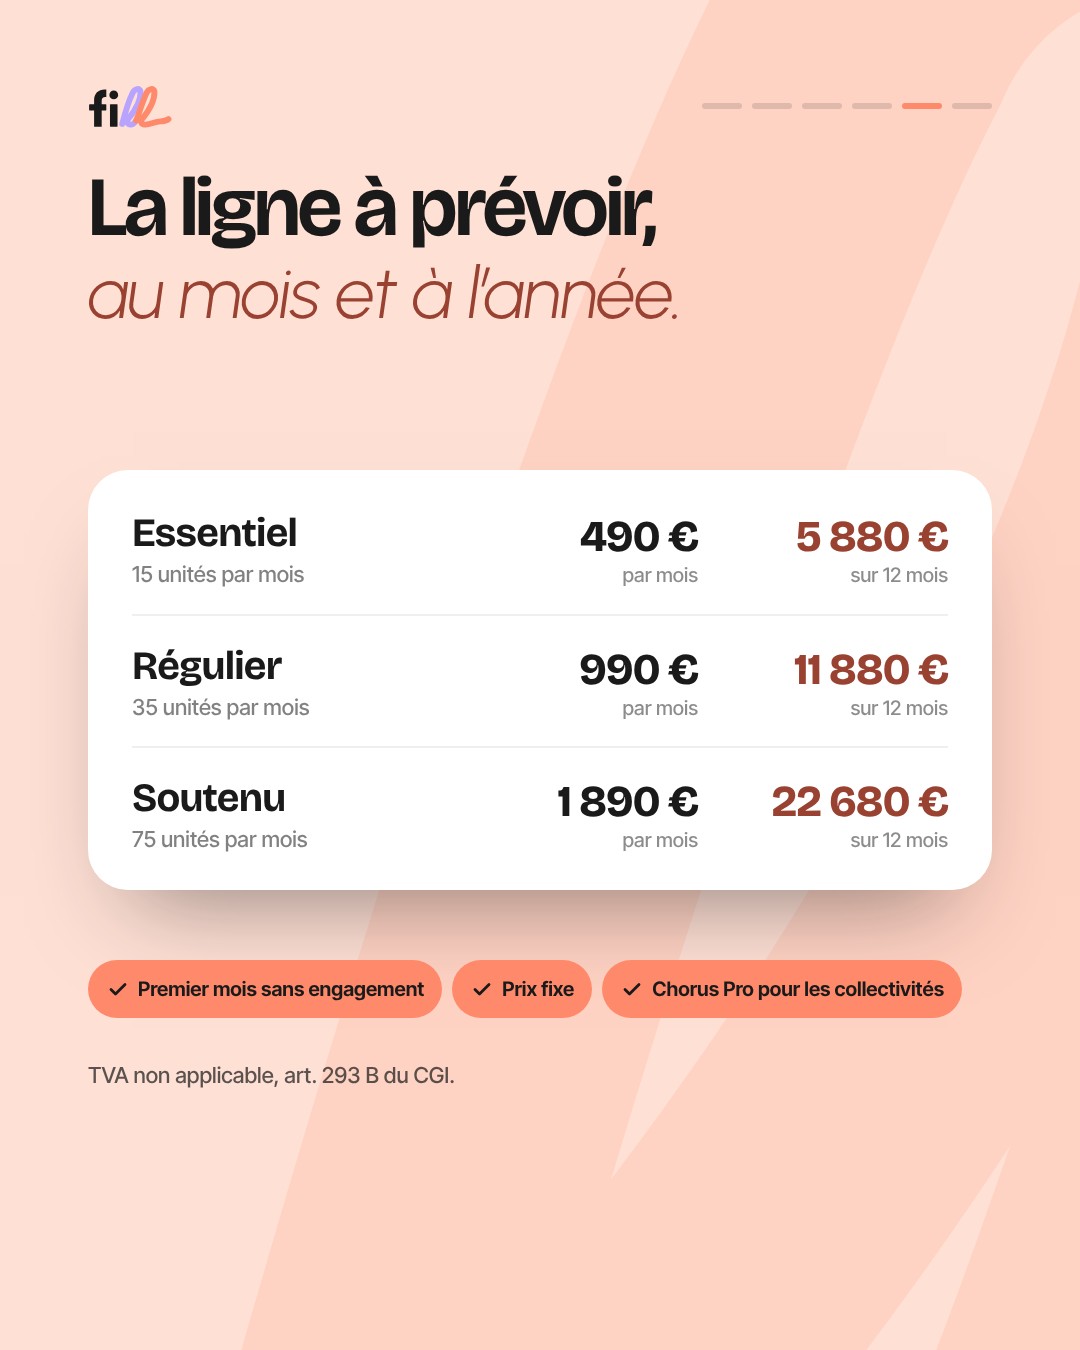 fill
La ligne à prévoir,
au mois et à l'année.
Essentiel
490 €
5 880 €
15 unités par mois
par mois
sur 12 mois
Régulier
990 €
11 880 €
35 unités par mois
par mois
sur 12 mois
Soutenu
1 890 €
22 680 €
75 unités par mois
par mois
sur 12 mois
Premier mois sans engagement
Prix fixe
Chorus Pro pour les collectivités
TVA non applicable, art. 293 B du CGI.